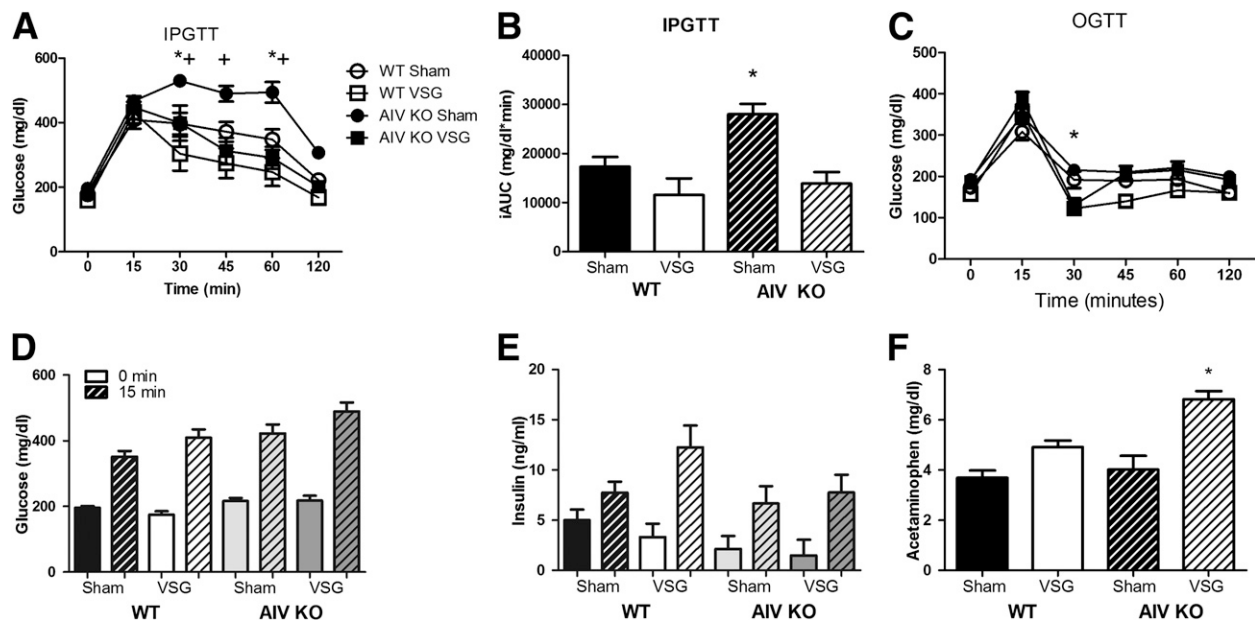 A
IPGTT
*+ + *+
600
400
200
0
Glucose (mg/dl)
0 15 30 45 60 120
Time (min)
WT Sham
WT VSG
AIV KO Sham
AIV KO VSG
B
IPGTT
*
40000
30000
20000
10000
0
iAUC (mg/dl*min)
Sham VSG Sham VSG
WT AIV KO
C
OGTT
*
500
400
300
200
100
0
Glucose (mg/dl)
0 15 30 45 60 120
Time (minutes)
D
0 min
15 min
600
400
200
0
Glucose (mg/dl)
Sham VSG Sham VSG
WT AIV KO
E
20
15
10
5
0
Insulin (ng/ml)
Sham VSG Sham VSG
WT AIV KO
F
*
8
6
4
2
0
Acetaminophen (mg/dl)
Sham VSG Sham VSG
WT AIV KO